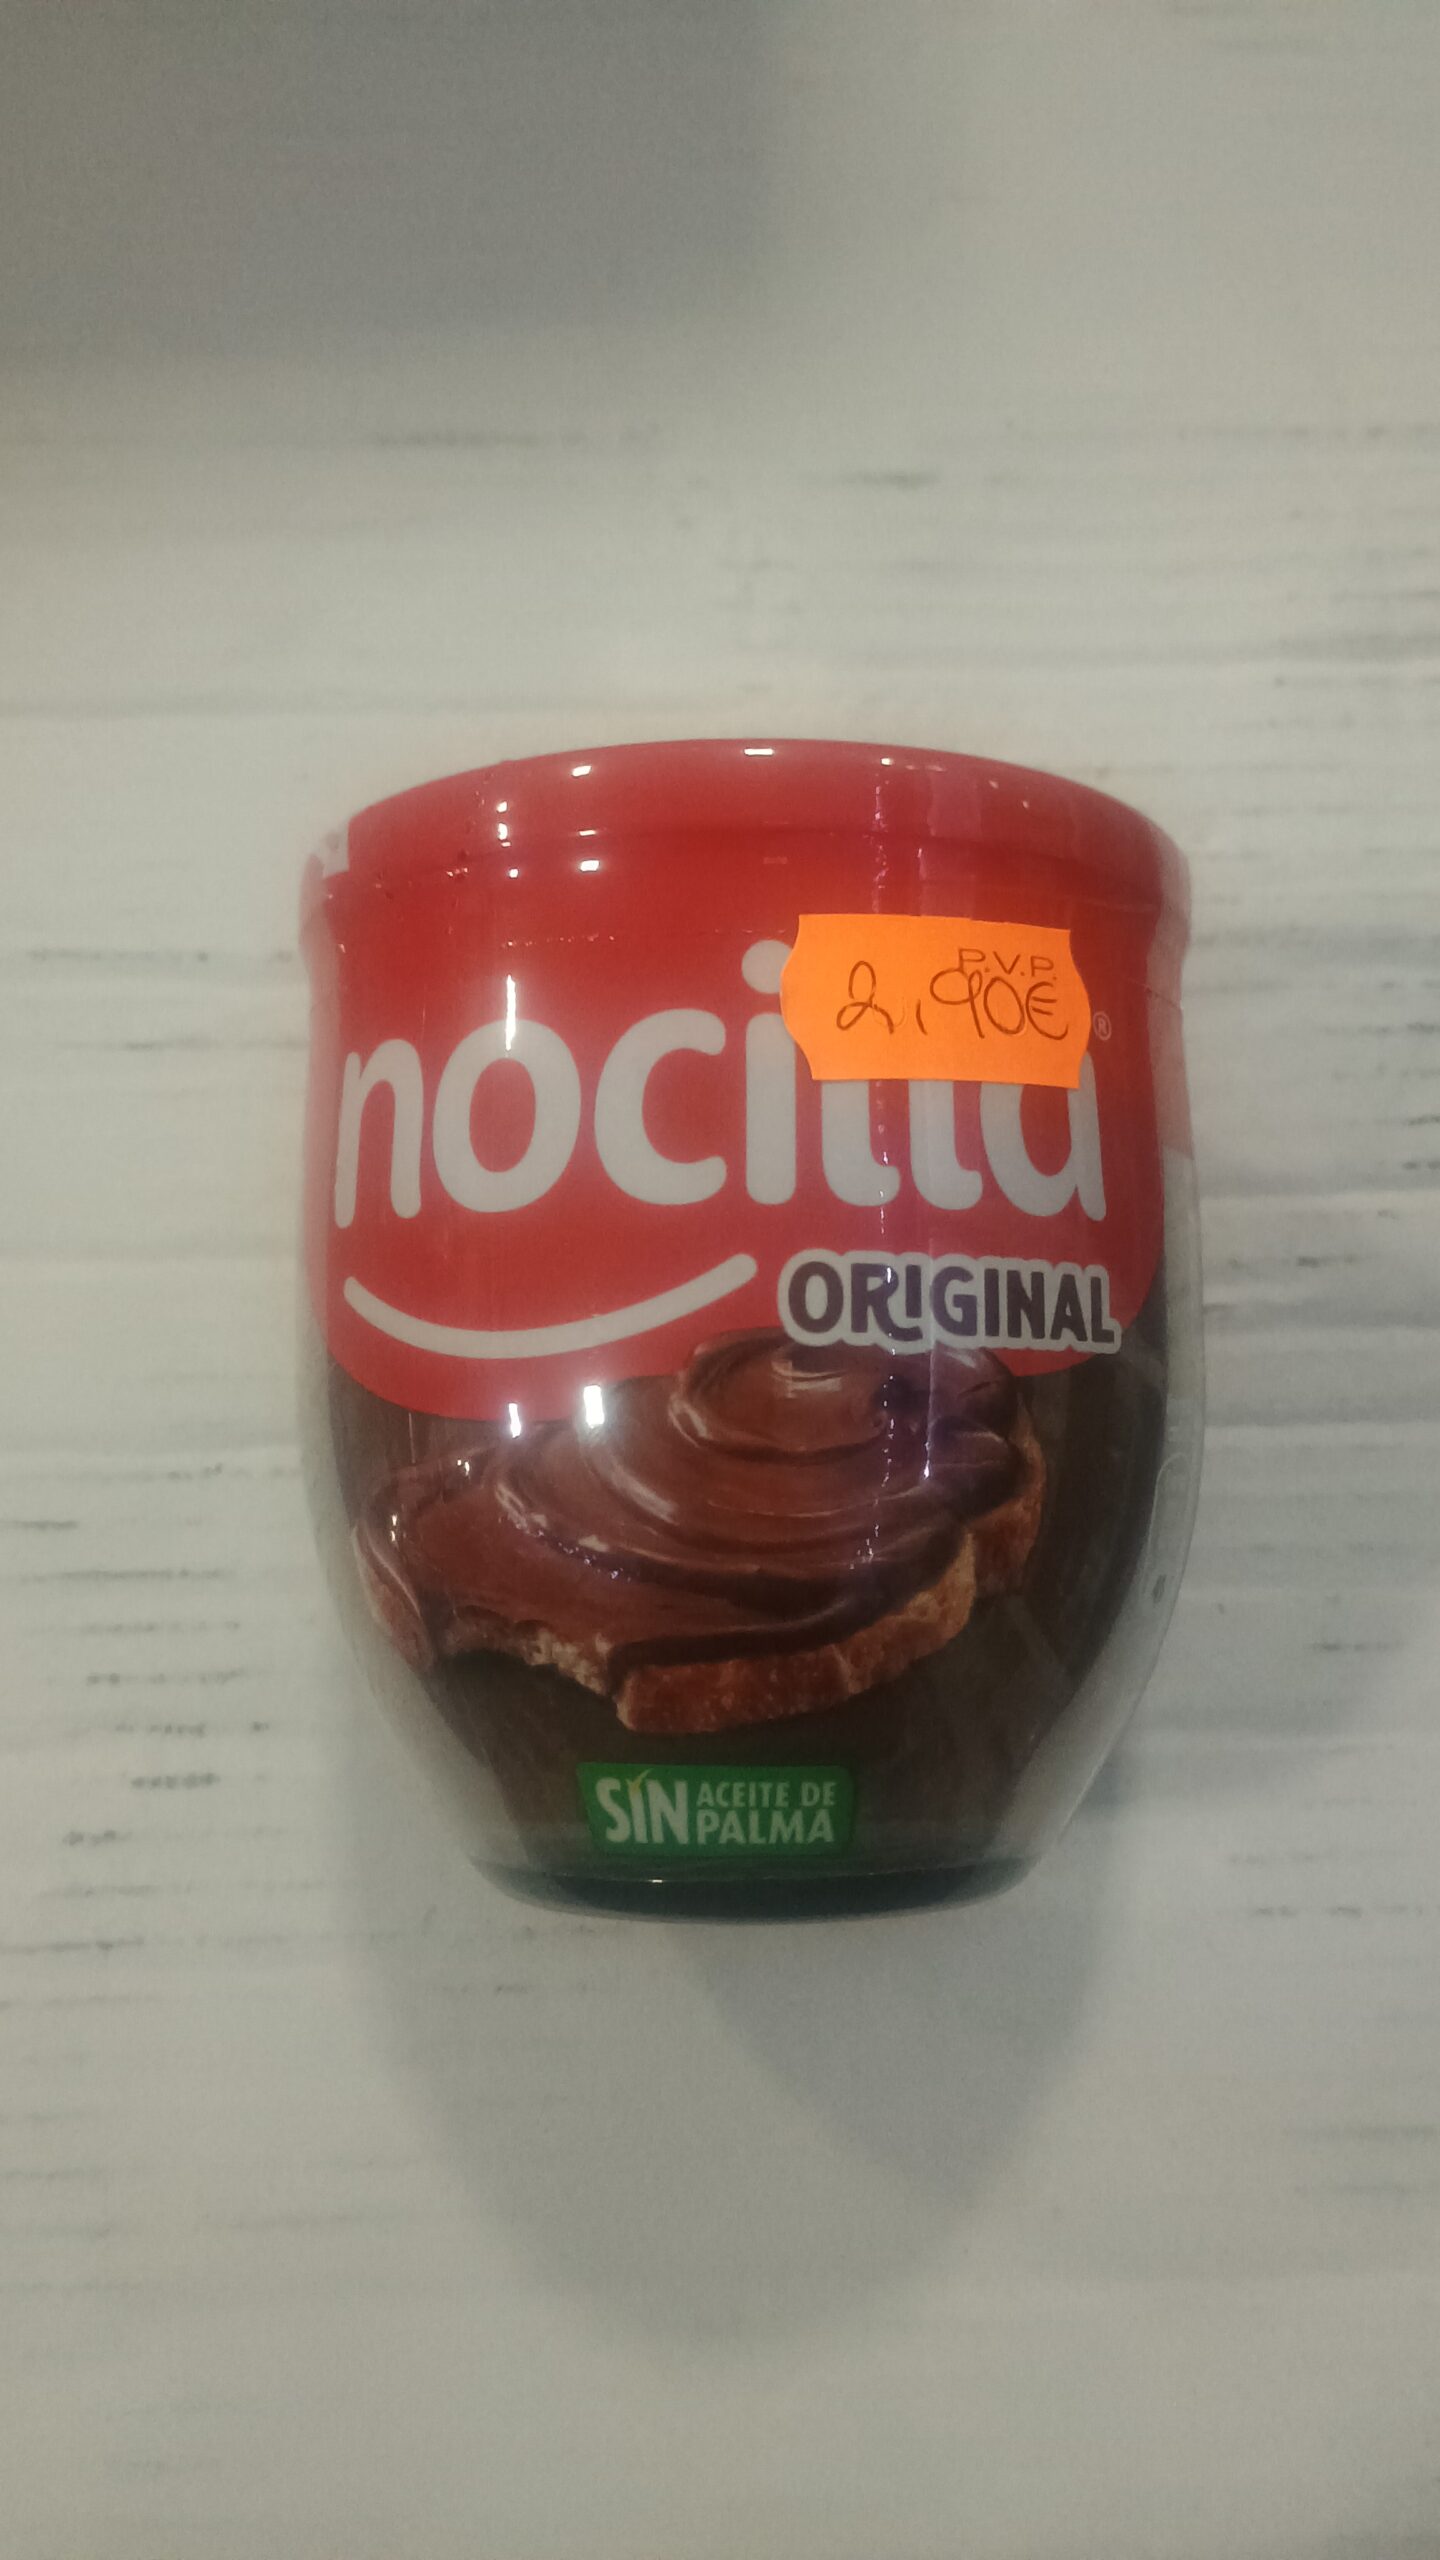 P.V.P.
2,90€
nocilla®
ORIGINAL
SIN ACEITE DE
PALMA